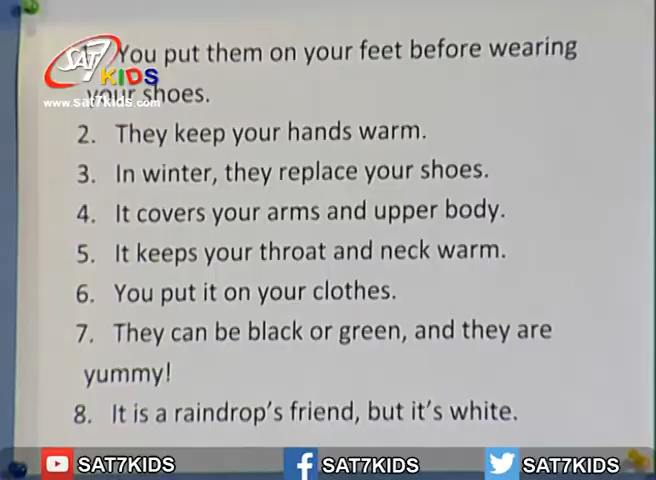 1. You put them on your feet before wearing
your shoes.
2. They keep your hands warm.
3. In winter, they replace your shoes.
4. It covers your arms and upper body.
5. It keeps your throat and neck warm.
6. You put it on your clothes.
7. They can be black or green, and they are
yummy!
8. It is a raindrop's friend, but it's white.
SAT7
KIDS
www.sat7kids.com
SAT7KIDS
SAT7KIDS
SAT7KIDS